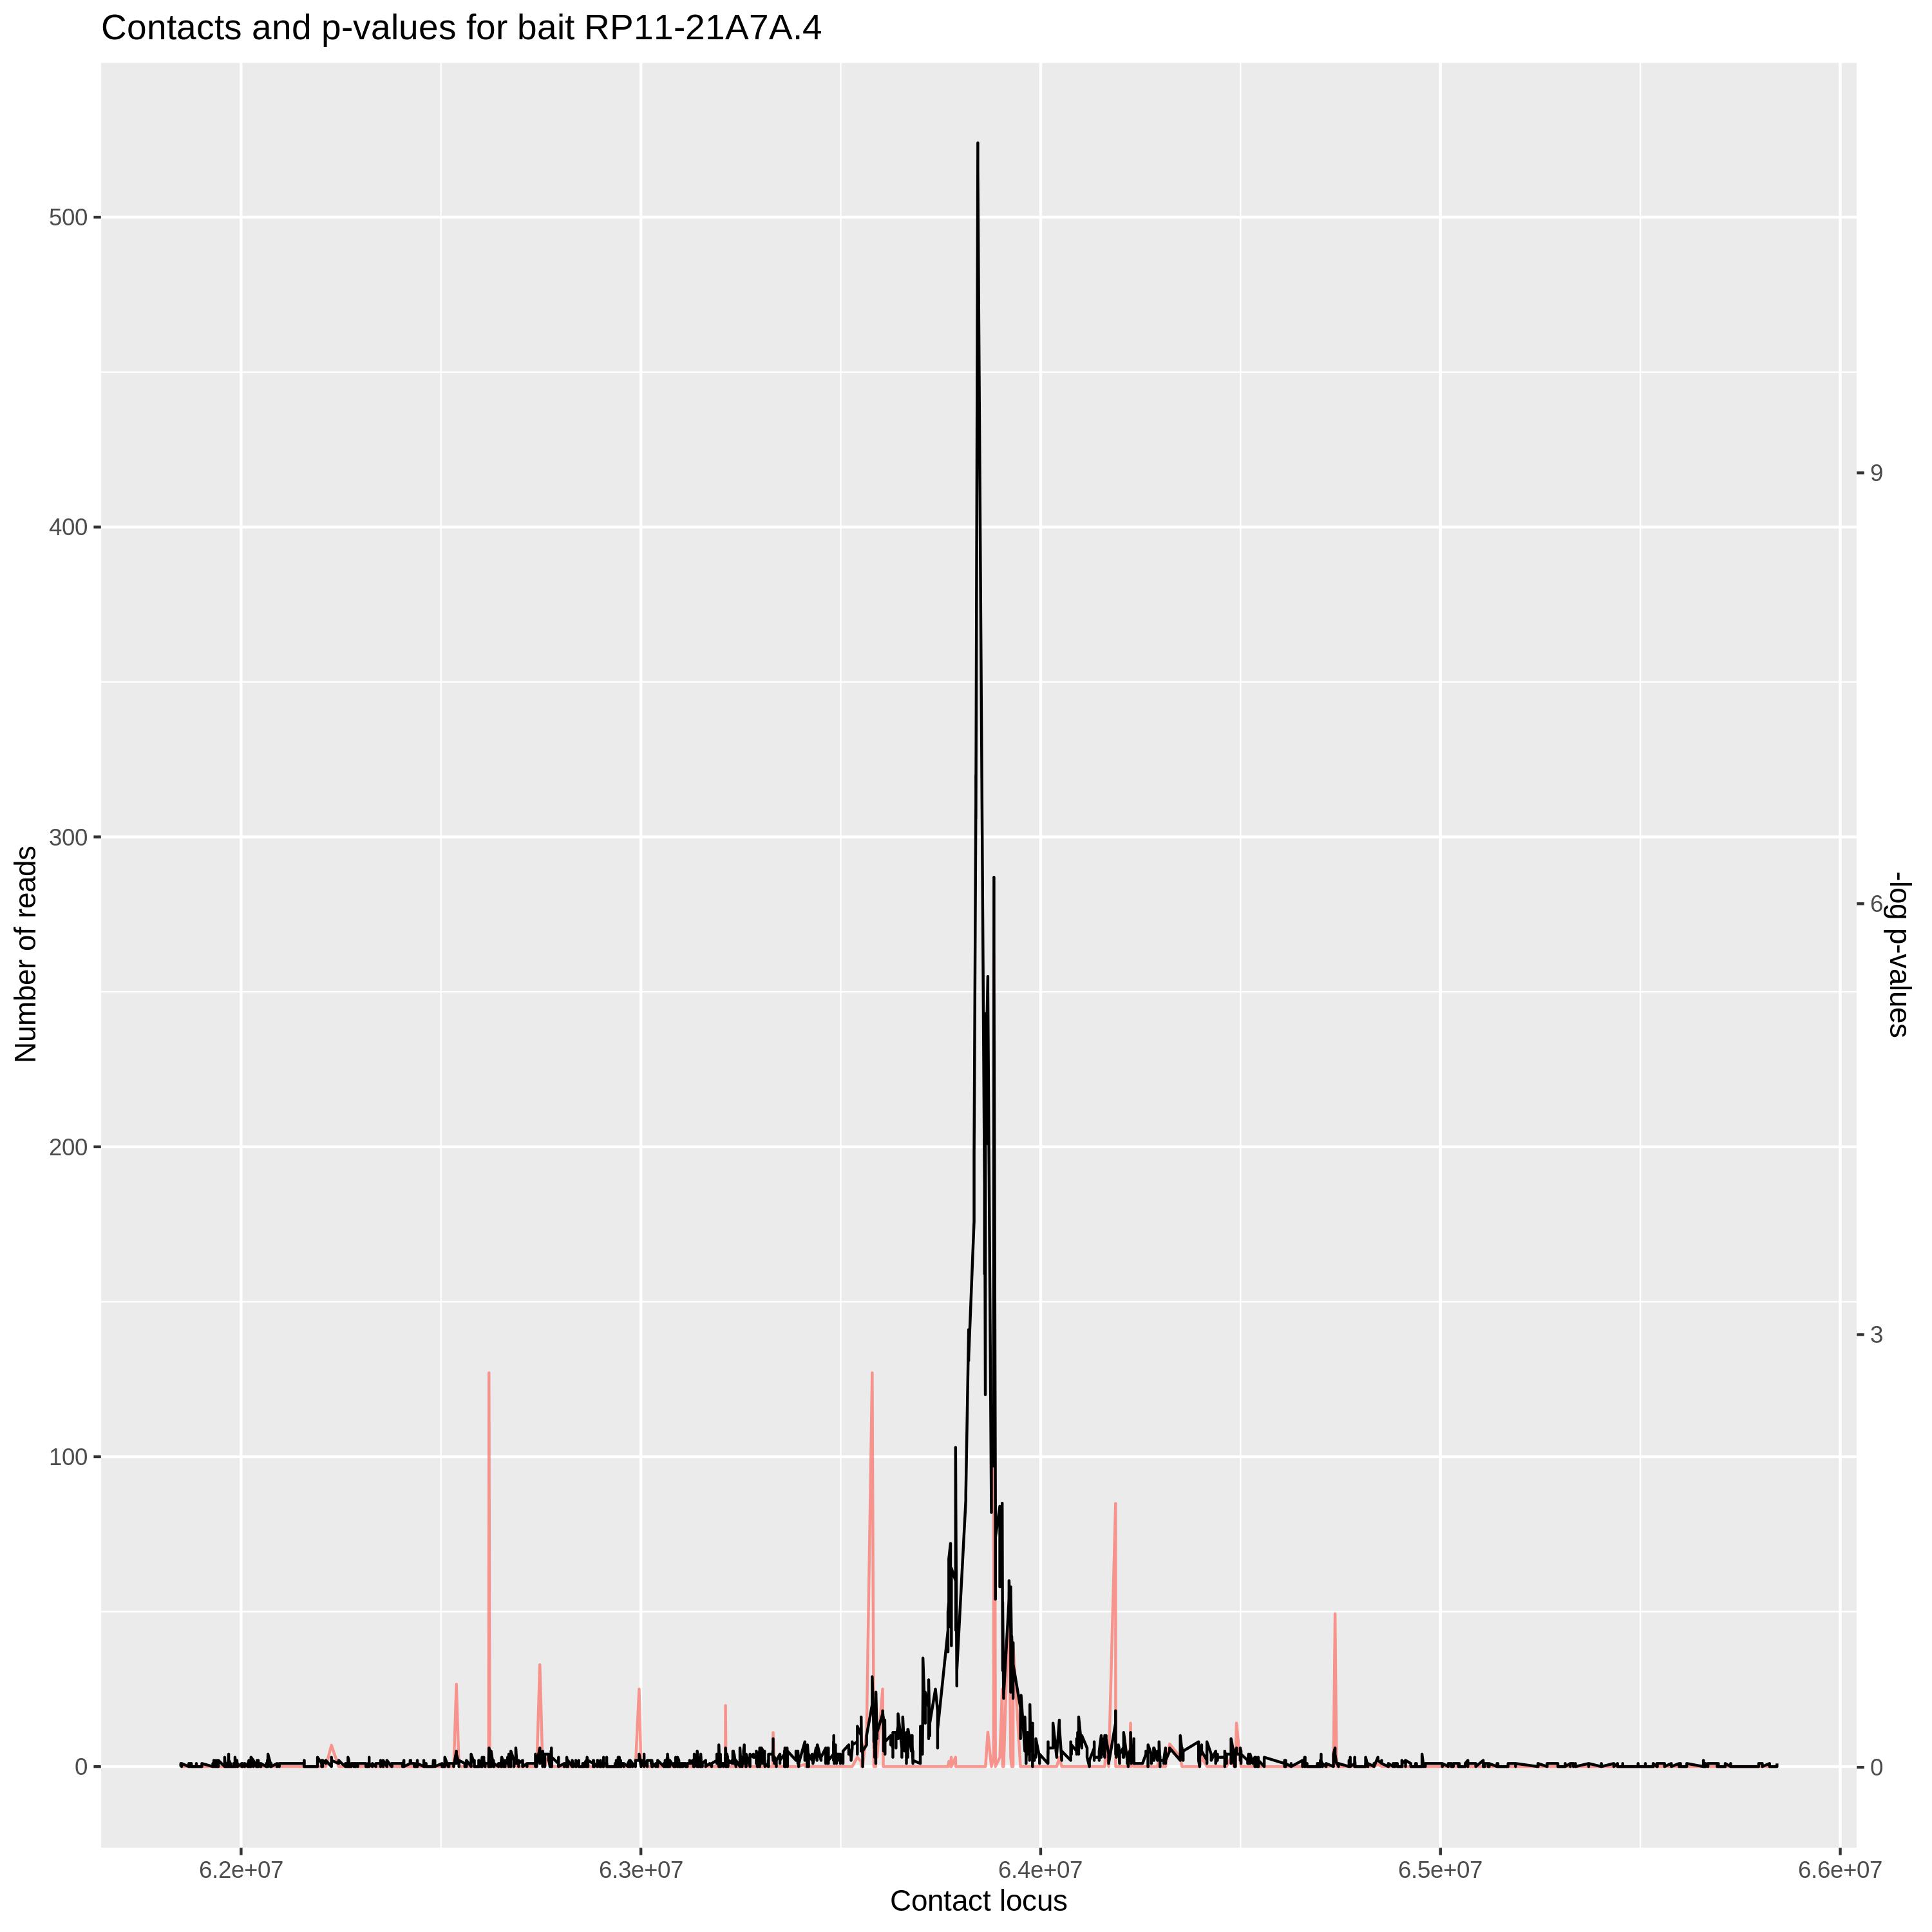 Contacts and p-values for bait RP11-21A7A.4
500
400
300
200
100
0
Number of reads
9
6
3
0
-log p-values
6.2e+07
6.3e+07
6.4e+07
6.5e+07
6.6e+07
Contact locus